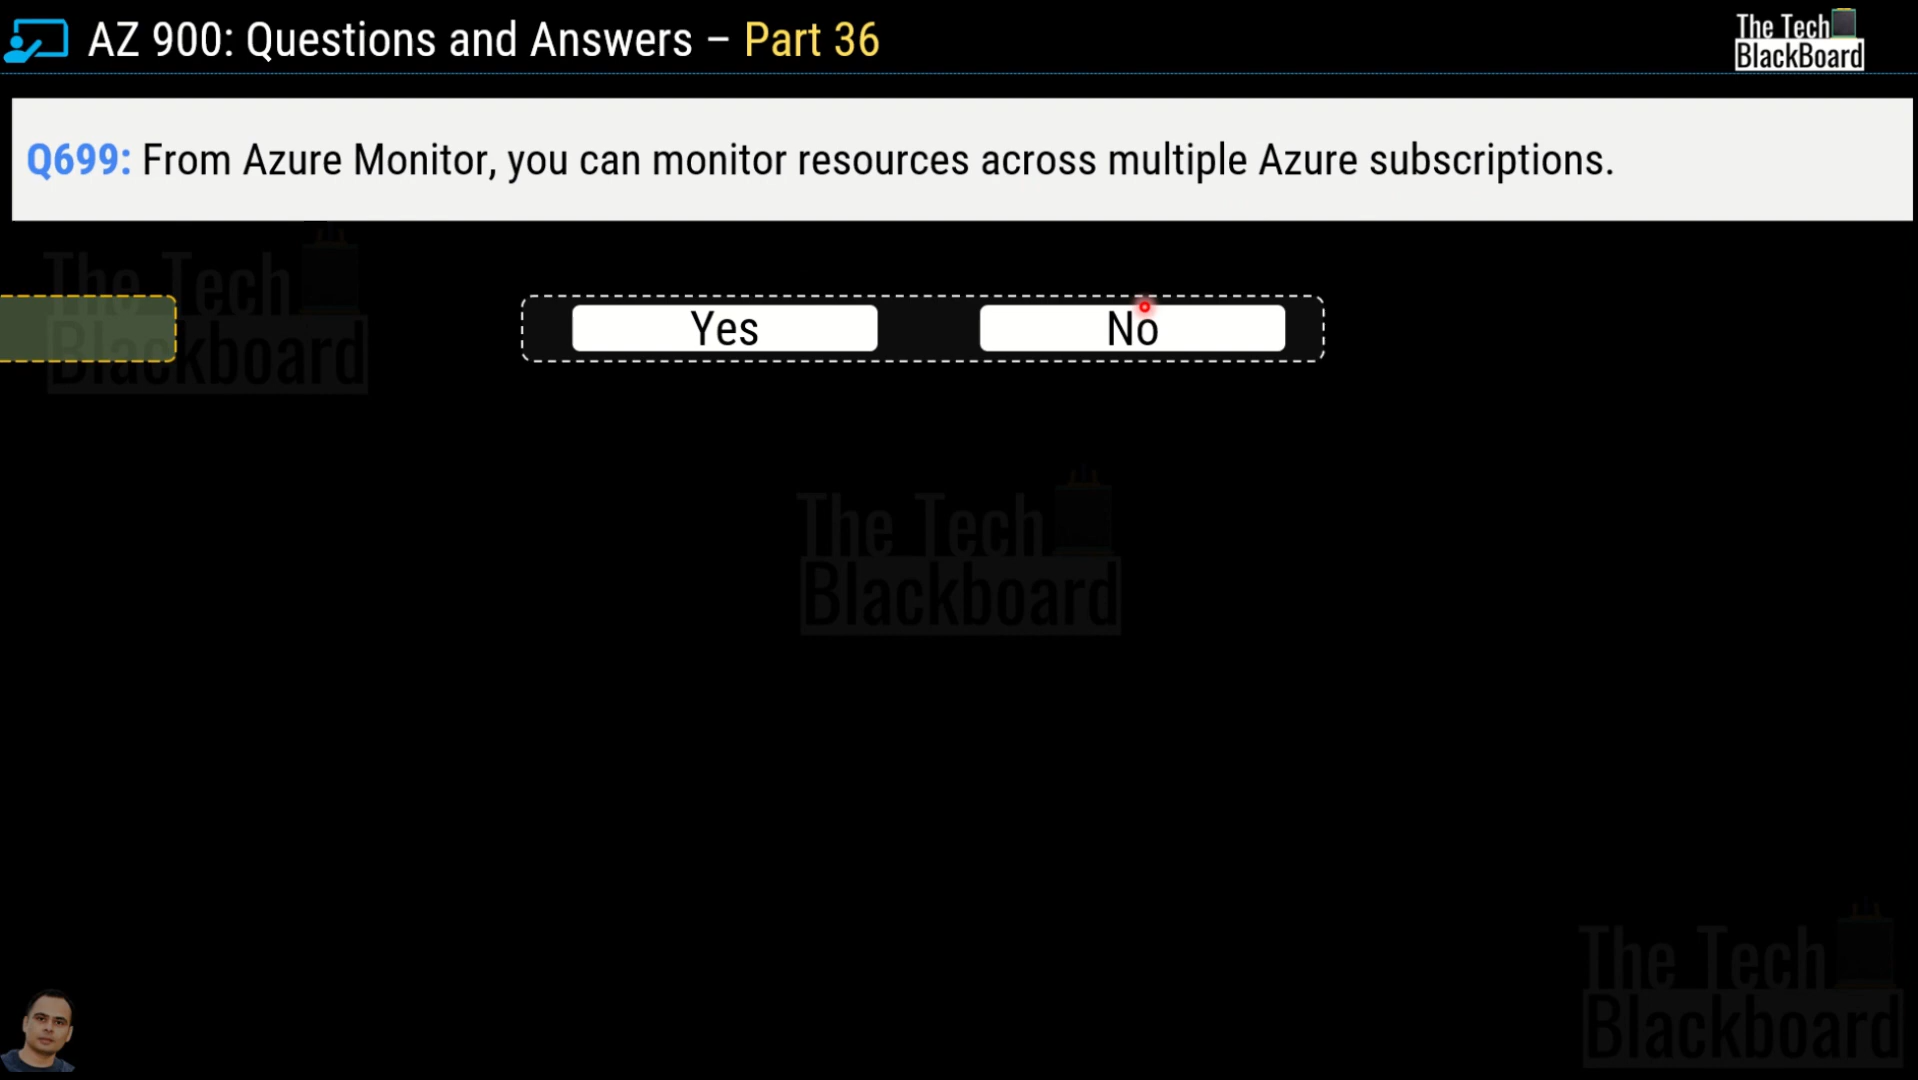 AZ 900: Questions and Answers – Part 36
The Tech
BlackBoard
Q699: From Azure Monitor, you can monitor resources across multiple Azure subscriptions.
The Tech
Blackboard
Yes
No
The Tech
Blackboard
The Tech
Blackboard